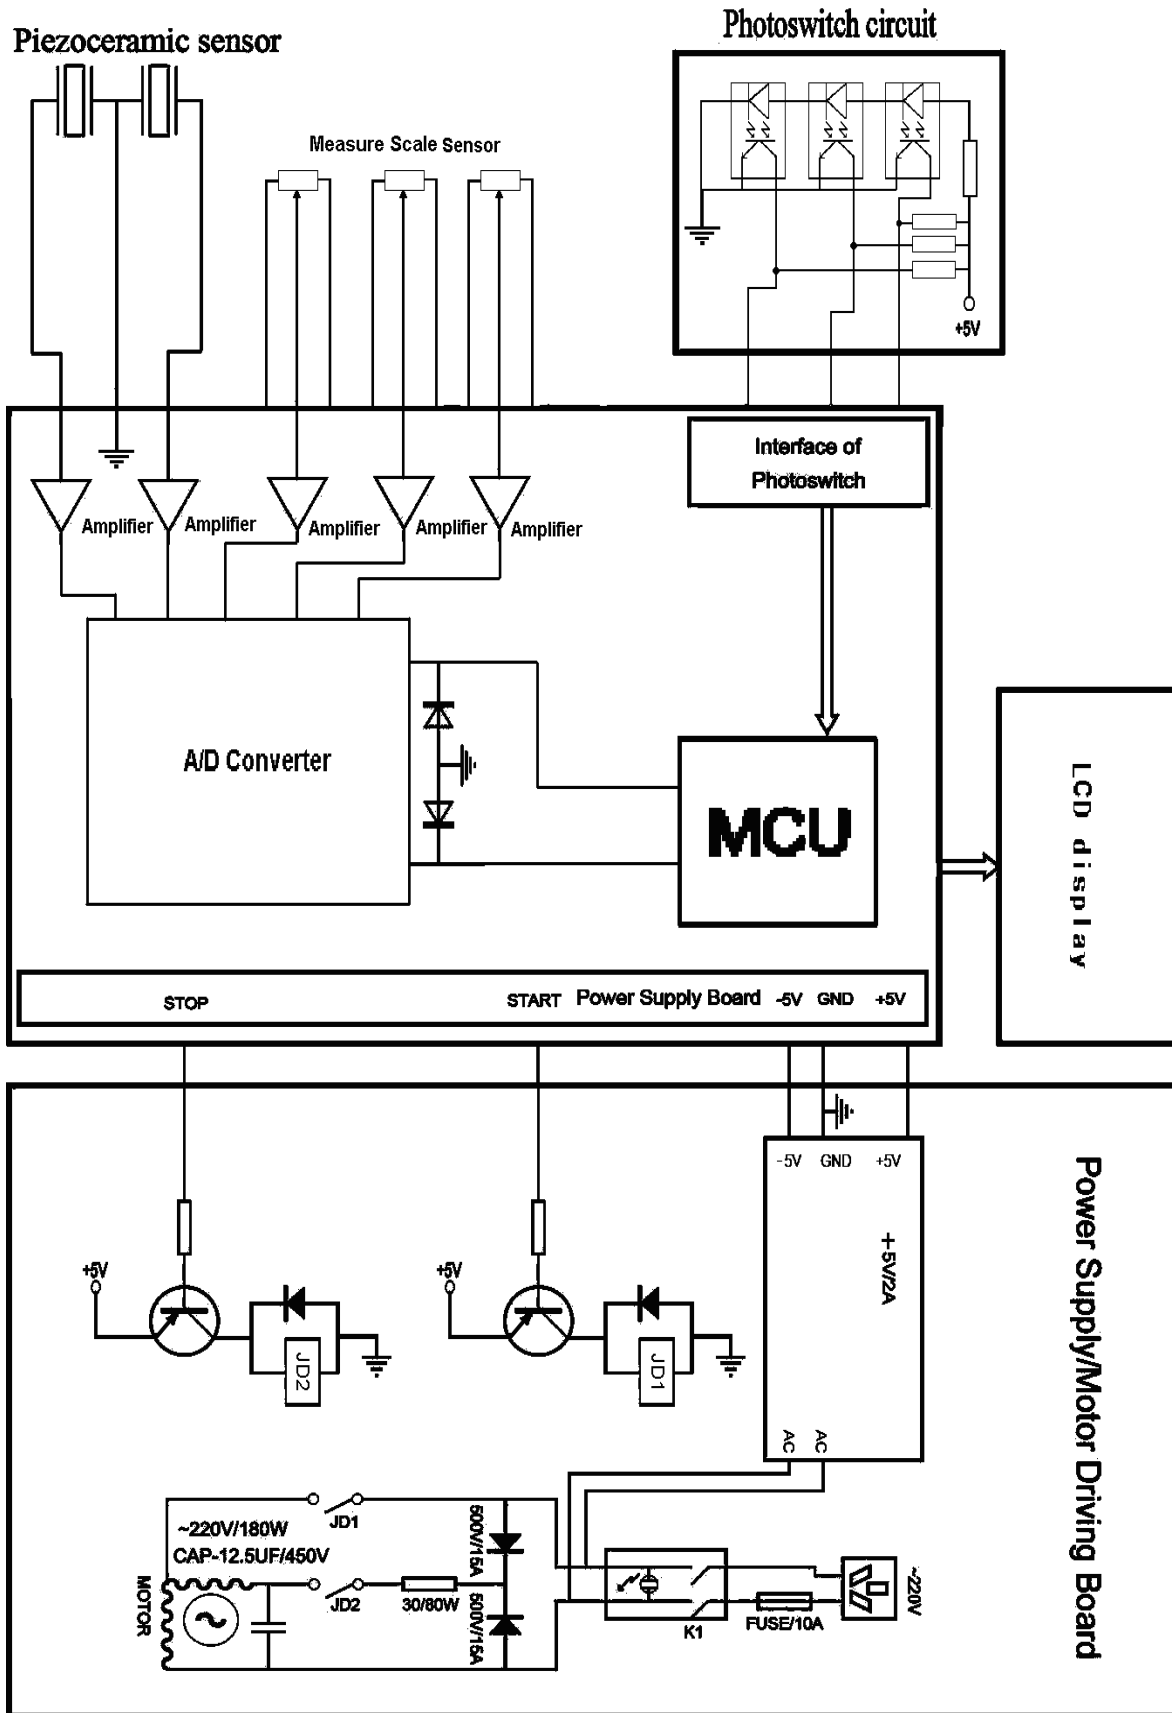 Photoswitch circuit
Piezoceramic sensor
Measure Scale Sensor
+5V
Interface of
Photoswitch
Amplifier
Amplifier
Amplifier
Amplifier
Amplifier
A/D Converter
MCU
LCD display
STOP
START
Power Supply Board
-5V
GND
+5V
-5V
GND
+5V
+5V/2A
AC
AC
Power Supply/Motor Driving Board
+5V
JD2
+5V
JD1
~220V/180W
CAP-12.5UF/450V
MOTOR
JD1
JD2
30/80W
500V/15A
500V/15A
K1
FUSE/10A
~220V